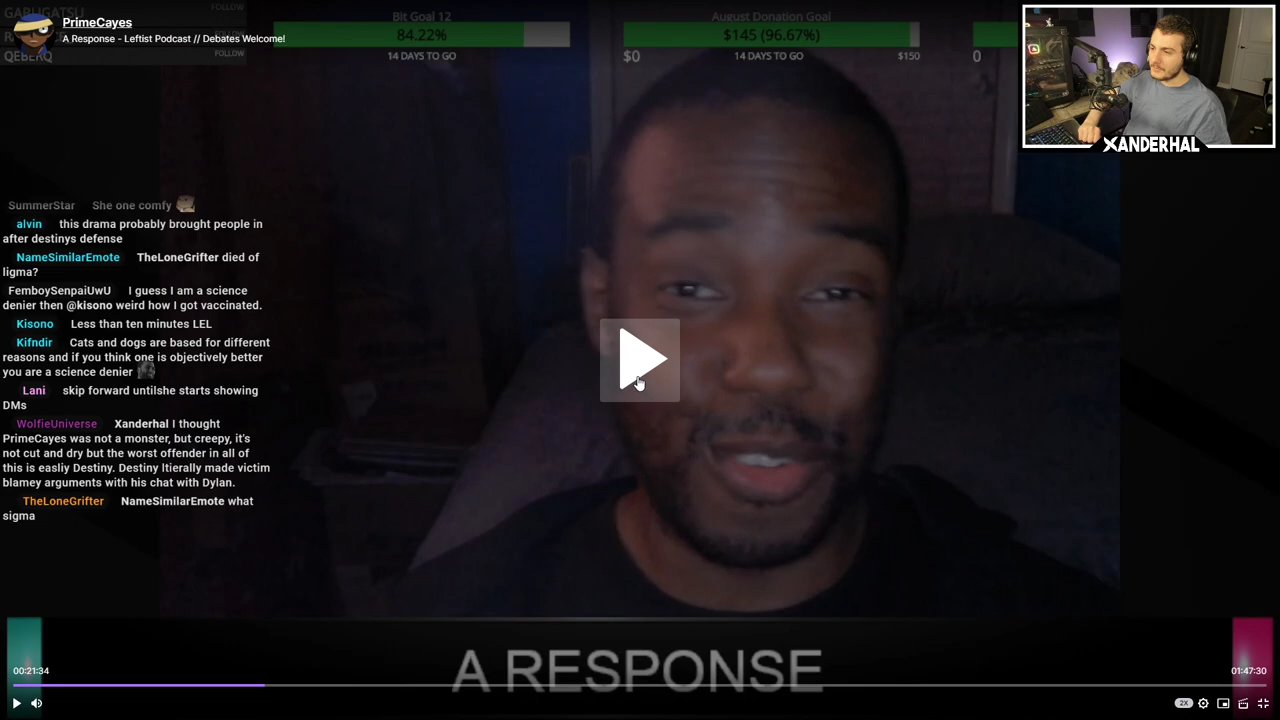 GARUGATSU
FOLLOW
PrimeCayes
A Response - Leftist Podcast // Debates Welcome!
FOLLOW
QEBERQ
FOLLOW
Bit Goal 12
84.22%
14 DAYS TO GO
August Donation Goal
$145 (96.67%)
$0
14 DAYS TO GO
$150
0
XANDERHAL
SummerStar She one comfy
alvin this drama probably brought people in
after destinys defense
NameSimilarEmote TheLoneGrifter died of
ligma?
FemboySenpaiUwU I guess I am a science
denier then @kisono weird how I got vaccinated.
Kisono Less than ten minutes LEL
Kifndir Cats and dogs are based for different
reasons and if you think one is objectively better
you are a science denier
Lani skip forward untilshe starts showing
DMs
WolfieUniverse Xanderhal I thought
PrimeCayes was not a monster, but creepy, it's
not cut and dry but the worst offender in all of
this is easliy Destiny. Destiny ltierally made victim
blamey arguments with his chat with Dylan.
TheLoneGrifter NameSimilarEmote what
sigma
A RESPONSE
00:21:34
01:47:30
2X